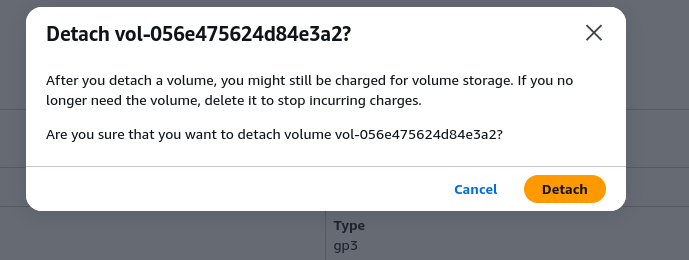 Detach vol-056e475624d84e3a2?
After you detach a volume, you might still be charged for volume storage. If you no
longer need the volume, delete it to stop incurring charges.
Are you sure that you want to detach volume vol-056e475624d84e3a2?
Cancel
Detach
Type
gp3